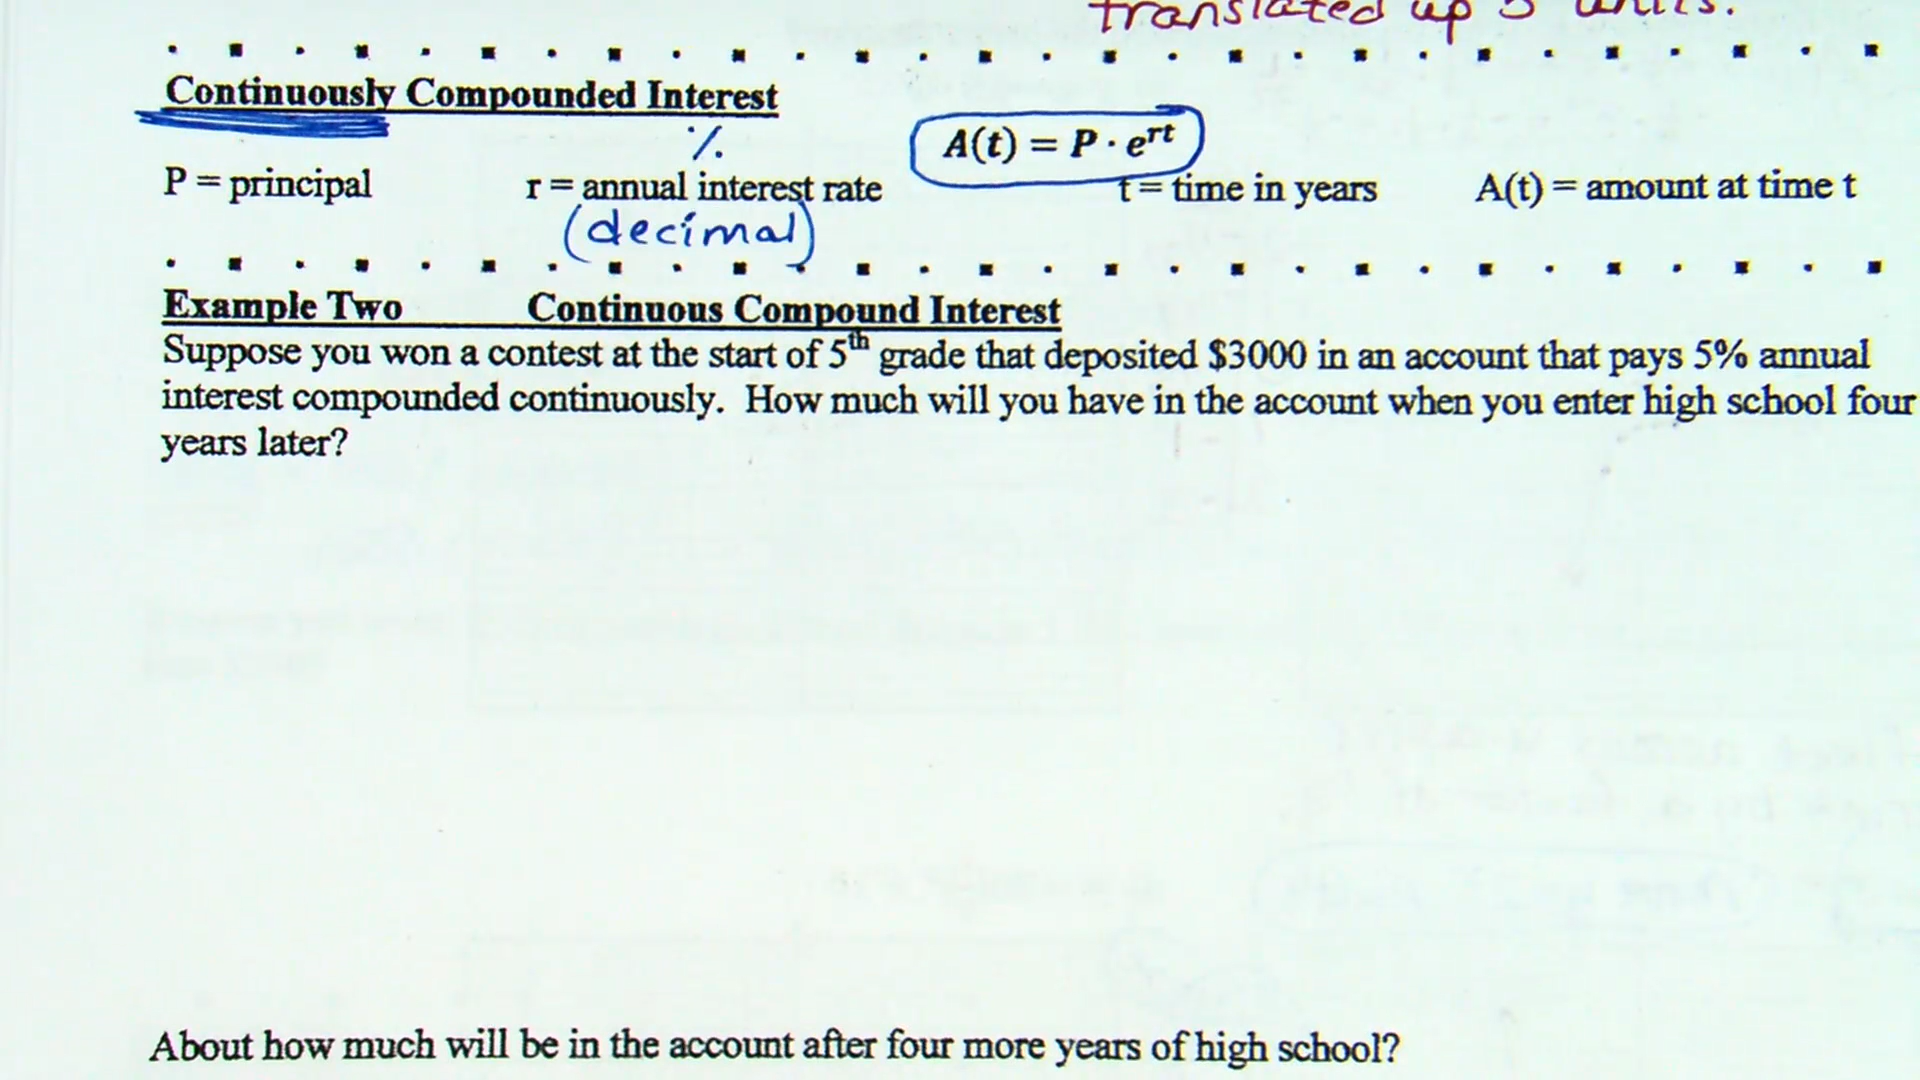 translated up 5 units.
Continuously Compounded Interest
%
A(t) = P · e^rt
P = principal r = annual interest rate t = time in years A(t) = amount at time t
(decimal)
Example Two Continuous Compound Interest
Suppose you won a contest at the start of 5th grade that deposited $3000 in an account that pays 5% annual
interest compounded continuously. How much will you have in the account when you enter high school four
years later?
About how much will be in the account after four more years of high school?